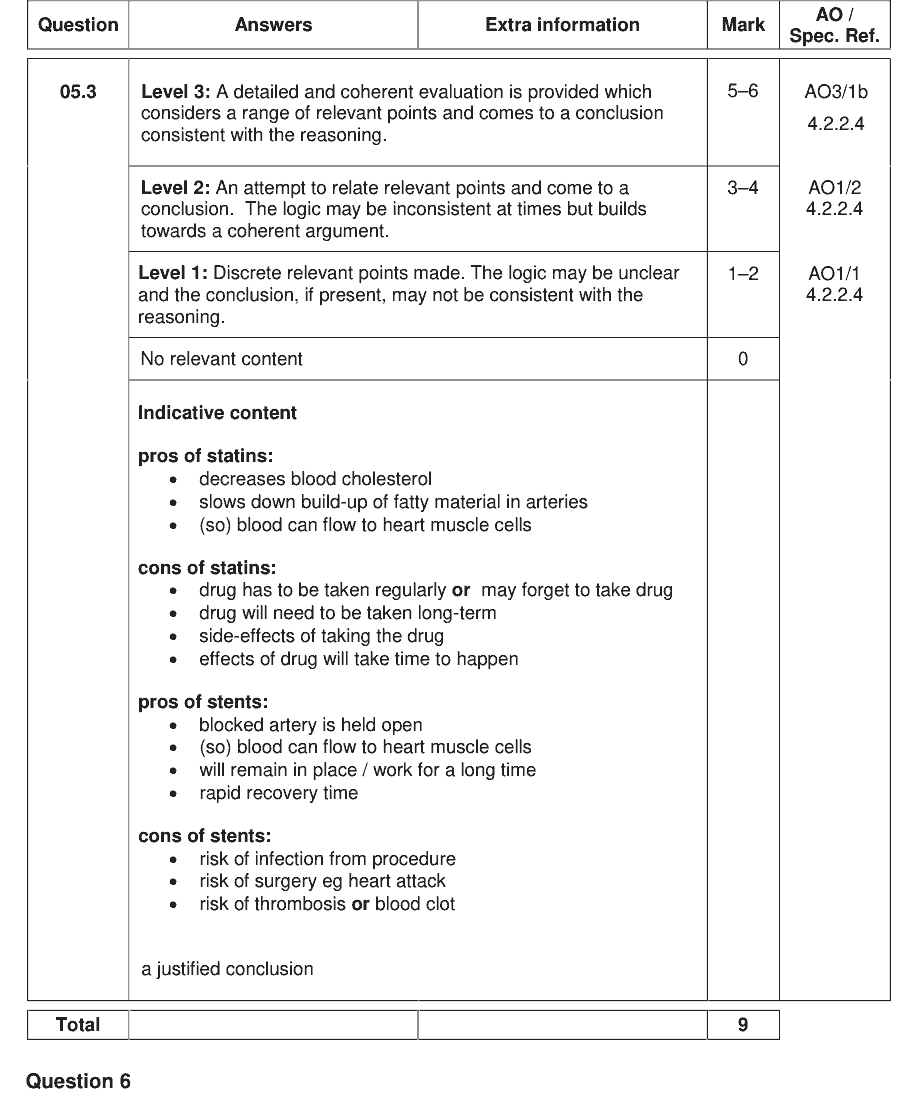 Question Answers Extra information Mark AO /
Spec. Ref.
05.3 Level 3: A detailed and coherent evaluation is provided which 5–6 AO3/1b
considers a range of relevant points and comes to a conclusion
consistent with the reasoning. 4.2.2.4
Level 2: An attempt to relate relevant points and come to a 3–4 AO1/2
conclusion. The logic may be inconsistent at times but builds 4.2.2.4
towards a coherent argument.
Level 1: Discrete relevant points made. The logic may be unclear 1–2 AO1/1
and the conclusion, if present, may not be consistent with the 4.2.2.4
reasoning.
No relevant content 0
Indicative content
pros of statins:
• decreases blood cholesterol
• slows down build-up of fatty material in arteries
• (so) blood can flow to heart muscle cells
cons of statins:
• drug has to be taken regularly or may forget to take drug
• drug will need to be taken long-term
• side-effects of taking the drug
• effects of drug will take time to happen
pros of stents:
• blocked artery is held open
• (so) blood can flow to heart muscle cells
• will remain in place / work for a long time
• rapid recovery time
cons of stents:
• risk of infection from procedure
• risk of surgery eg heart attack
• risk of thrombosis or blood clot
a justified conclusion
Total 9
Question 6